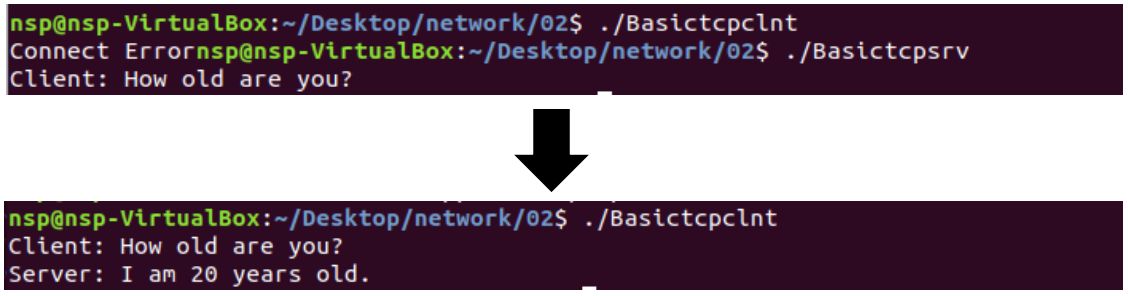 nsp@nsp-VirtualBox:~/Desktop/network/02$ ./Basictcpclnt
Connect Errornsp@nsp-VirtualBox:~/Desktop/network/02$ ./Basictcpsrv
Client: How old are you?
nsp@nsp-VirtualBox:~/Desktop/network/02$ ./Basictcpclnt
Client: How old are you?
Server: I am 20 years old.